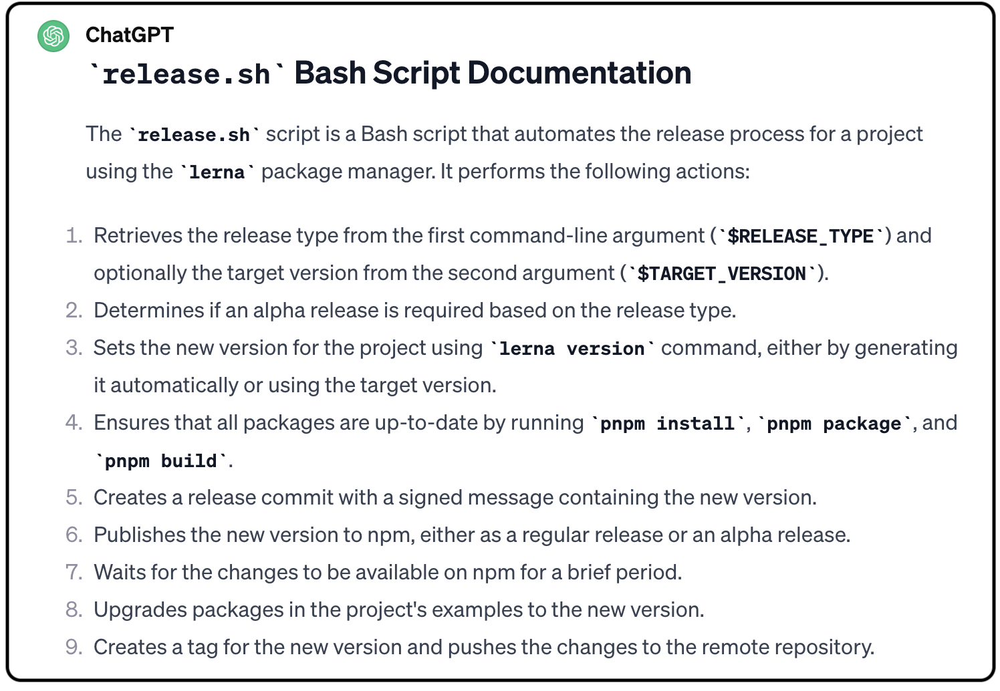 ChatGPT
`release.sh` Bash Script Documentation
The `release.sh` script is a Bash script that automates the release process for a project
using the `lerna` package manager. It performs the following actions:
1. Retrieves the release type from the first command-line argument (`$RELEASE_TYPE`) and
optionally the target version from the second argument (`$TARGET_VERSION`).
2. Determines if an alpha release is required based on the release type.
3. Sets the new version for the project using `lerna version` command, either by generating
it automatically or using the target version.
4. Ensures that all packages are up-to-date by running `pnpm install`, `pnpm package`, and
`pnpm build`.
5. Creates a release commit with a signed message containing the new version.
6. Publishes the new version to npm, either as a regular release or an alpha release.
7. Waits for the changes to be available on npm for a brief period.
8. Upgrades packages in the project's examples to the new version.
9. Creates a tag for the new version and pushes the changes to the remote repository.